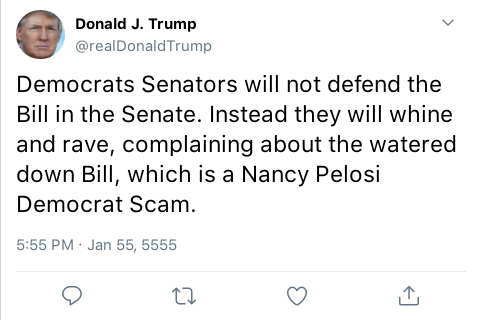 Donald J. Trump
@realDonaldTrump
Democrats Senators will not defend the
Bill in the Senate. Instead they will whine
and rave, complaining about the watered
down Bill, which is a Nancy Pelosi
Democrat Scam.
5:55 PM · Jan 55, 5555